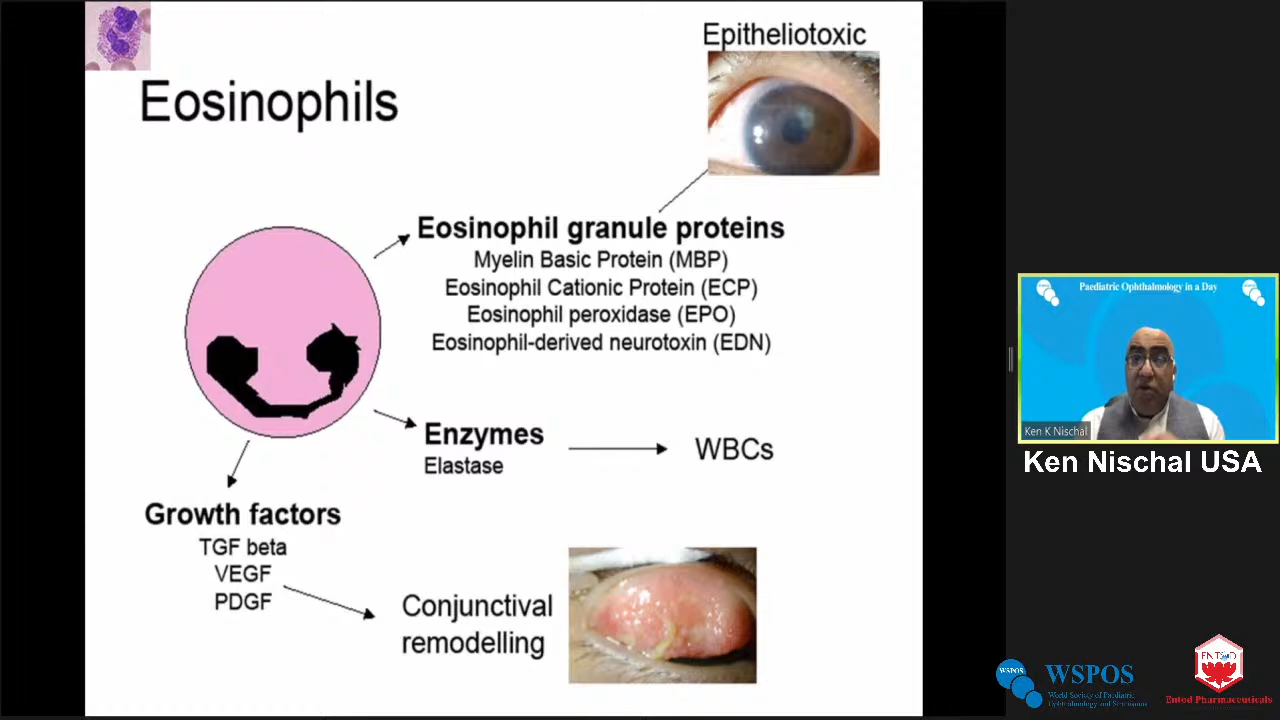 Eosinophils
Epitheliotoxic
Eosinophil granule proteins
Myelin Basic Protein (MBP)
Eosinophil Cationic Protein (ECP)
Eosinophil peroxidase (EPO)
Eosinophil-derived neurotoxin (EDN)
Enzymes
Elastase
WBCs
Growth factors
TGF beta
VEGF
PDGF
Conjunctival
remodelling
Paediatric Ophthalmology in a Day
Ken K Nischal
Ken Nischal USA
WSPOS
World Society of Paediatric
Ophthalmology and Strabismus
ENTOD
Entod Pharmaceuticals